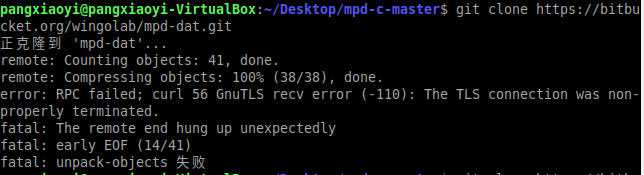 pangxiaoyi@pangxiaoyi-VirtualBox:~/Desktop/mpd-c-master$ git clone https://bitbu
cket.org/wingolab/mpd-dat.git
正克隆到 'mpd-dat'...
remote: Counting objects: 41, done.
remote: Compressing objects: 100% (38/38), done.
error: RPC failed; curl 56 GnuTLS recv error (-110): The TLS connection was non-
properly terminated.
fatal: The remote end hung up unexpectedly
fatal: early EOF (14/41)
fatal: unpack-objects 失败